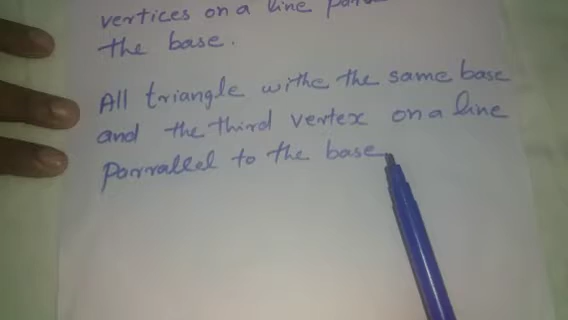 vertices on a line
the base.
All triangle withe the same base
and the third vertex on a line
Porrallel to the base